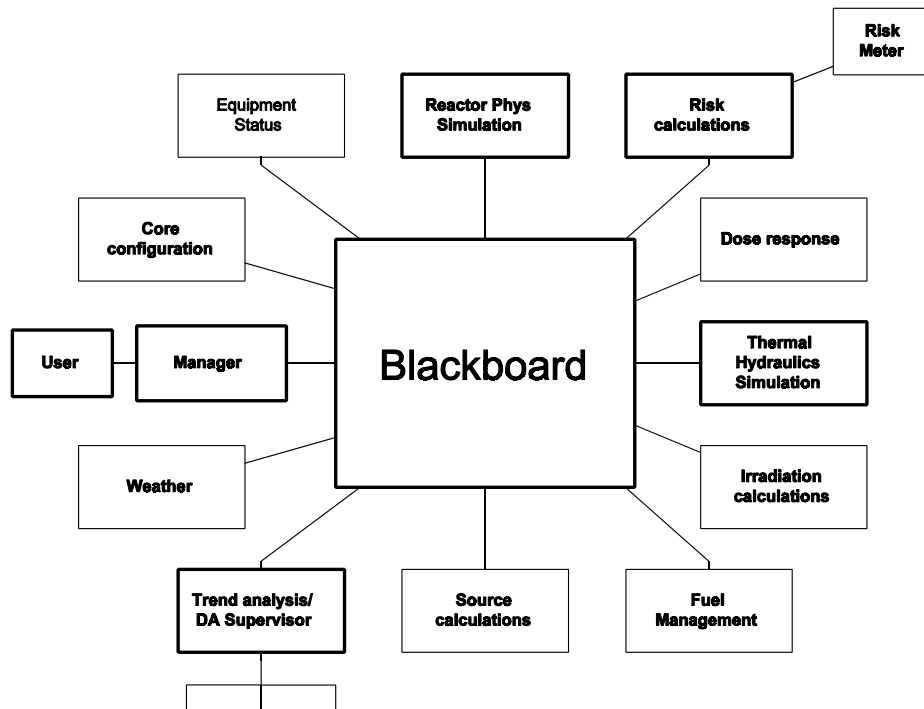 Risk
Meter
Equipment
Status
Reactor Phys
Simulation
Risk
calculations
Core
configuration
Dose response
User
Manager
Blackboard
Thermal
Hydraulics
Simulation
Weather
Irradiation
calculations
Trend analysis/
DA Supervisor
Source
calculations
Fuel
Management